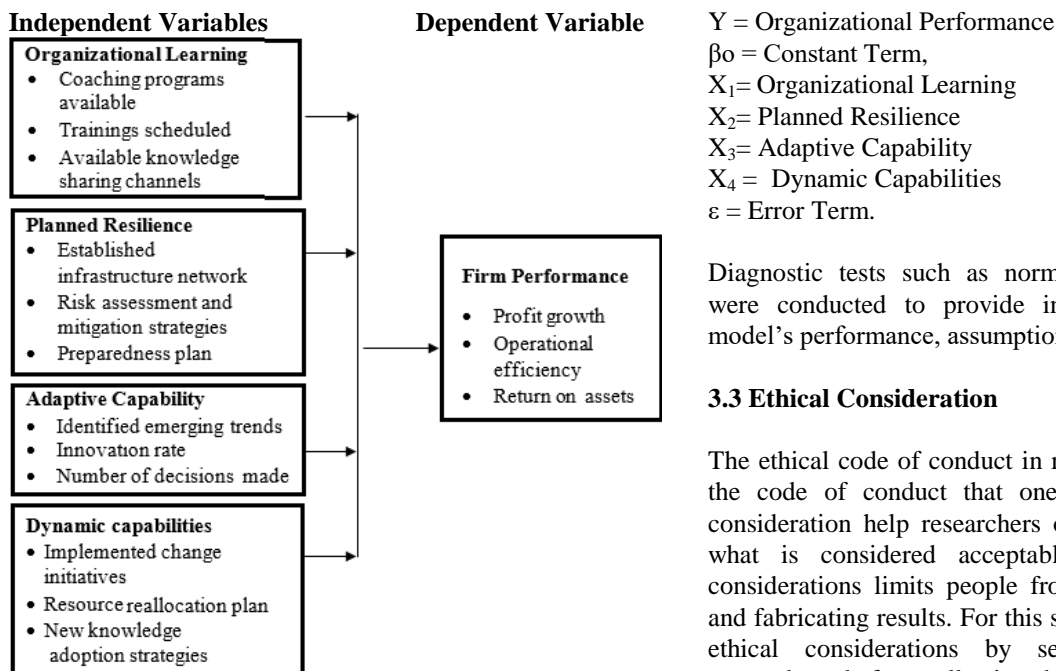 Independent Variables Dependent Variable
Organizational Learning
• Coaching programs
available
• Trainings scheduled
• Available knowledge
sharing channels
Planned Resilience
• Established
infrastructure network
• Risk assessment and
mitigation strategies
• Preparedness plan
Adaptive Capability
• Identified emerging trends
• Innovation rate
• Number of decisions made
Dynamic capabilities
• Implemented change
initiatives
• Resource reallocation plan
• New knowledge
adoption strategies
Firm Performance
• Profit growth
• Operational
efficiency
• Return on assets
Y = Organizational Performance
βo = Constant Term,
X₁= Organizational Learning
X₂= Planned Resilience
X₃= Adaptive Capability
X₄ = Dynamic Capabilities
ε = Error Term.
Diagnostic tests such as norm
were conducted to provide in
model's performance, assumption
3.3 Ethical Consideration
The ethical code of conduct in
the code of conduct that one
consideration help researchers
what is considered acceptabl
considerations limits people fro
and fabricating results. For this s
ethical considerations by se